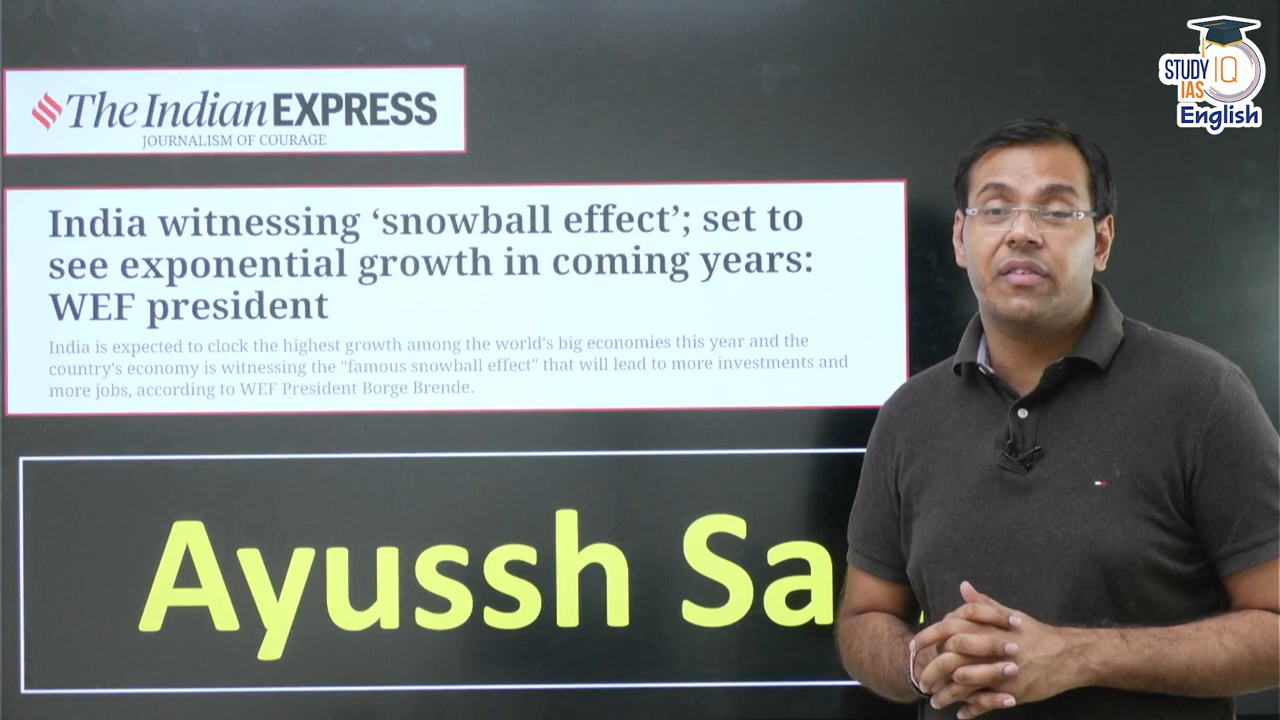 The Indian EXPRESS
JOURNALISM OF COURAGE
STUDY IQ
IAS
English
India witnessing ‘snowball effect’; set to
see exponential growth in coming years:
WEF president
India is expected to clock the highest growth among the world's big economies this year and the
country's economy is witnessing the "famous snowball effect" that will lead to more investments and
more jobs, according to WEF President Borge Brende.
Ayussh